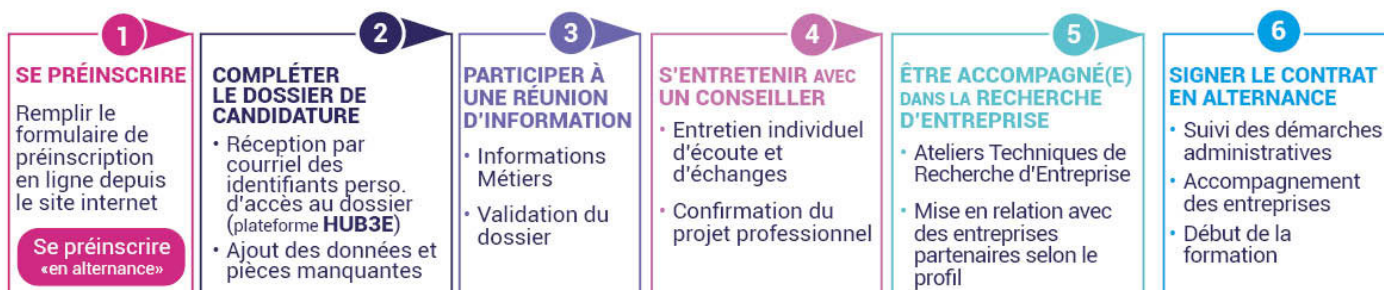 1
SE PRÉINSCRIRE
Remplir le
formulaire de
préinscription
en ligne depuis
le site internet
Se préinscrire
«en alternance»
2
COMPLÉTER
LE DOSSIER DE
CANDIDATURE
• Réception par
courriel des
identifiants perso.
d'accès au dossier
(plateforme HUB3E)
• Ajout des données et
pièces manquantes
3
PARTICIPER À
UNE RÉUNION
D'INFORMATION
• Informations
Métiers
• Validation du
dossier
4
S'ENTRETENIR AVEC
UN CONSEILLER
• Entretien individuel
d'écoute et
d'échanges
• Confirmation du
projet professionnel
5
ÊTRE ACCOMPAGNÉ(E)
DANS LA RECHERCHE
D'ENTREPRISE
• Ateliers Techniques de
Recherche d'Entreprise
• Mise en relation avec
des entreprises
partenaires selon le
profil
6
SIGNER LE CONTRAT
EN ALTERNANCE
• Suivi des démarches
administratives
• Accompagnement
des entreprises
• Début de la
formation